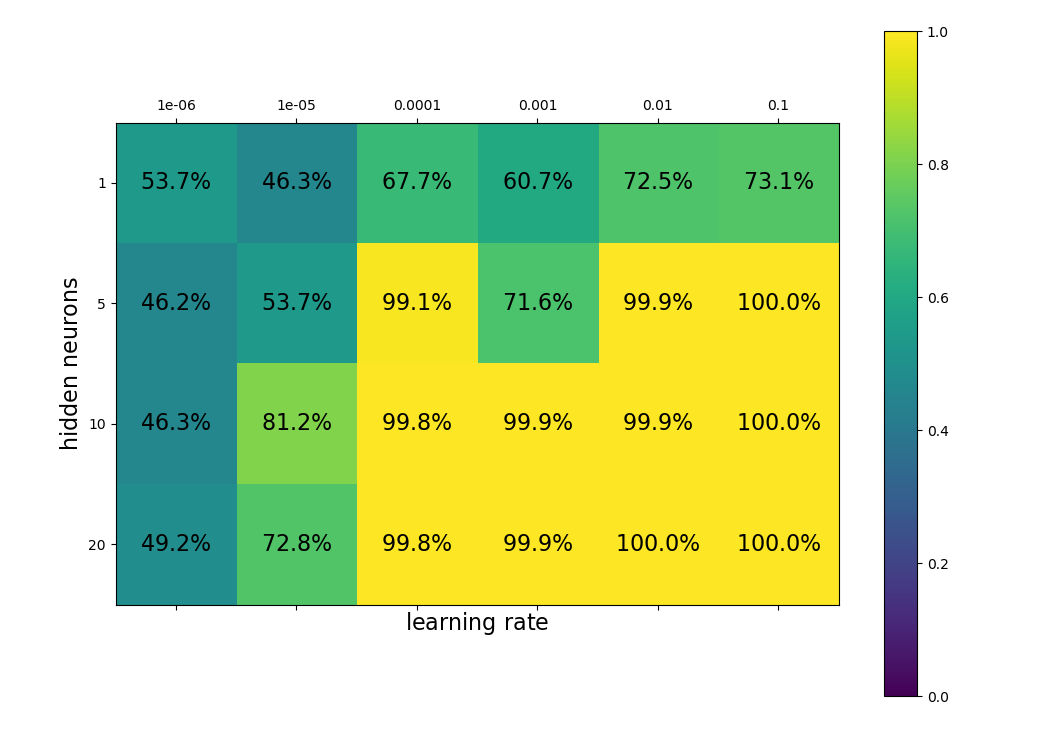 1.0
1e-06 1e-05 0.0001 0.001 0.01 0.1
0.8
1 53.7% 46.3% 67.7% 60.7% 72.5% 73.1%
0.6
5 46.2% 53.7% 99.1% 71.6% 99.9% 100.0%
hidden neurons
10 46.3% 81.2% 99.8% 99.9% 99.9% 100.0%
0.4
20 49.2% 72.8% 99.8% 99.9% 100.0% 100.0%
0.2
learning rate
0.0